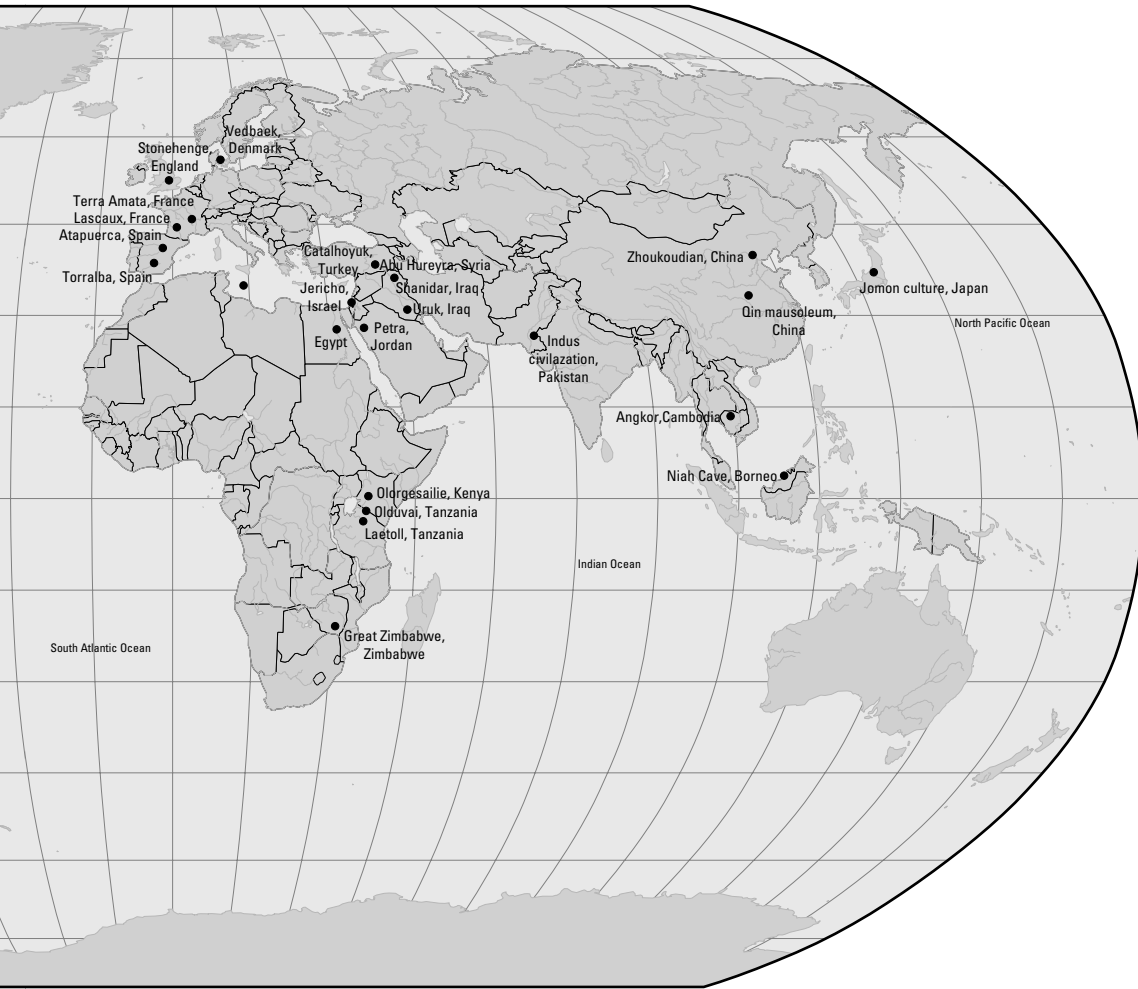 Vedbaek,
Denmark
Stonehenge,
England
Terra Amata, France
Lascaux, France
Atapuerca, Spain
Torralba, Spain
Catalhoyuk,
Turkey
Abu Hureyra, Syria
Shanidar, Iraq
Jericho,
Israel
Uruk, Iraq
Egypt
Petra,
Jordan
Zhoukoudian, China
Jomon culture, Japan
Qin mausoleum,
China
North Pacific Ocean
Indus
civilazation,
Pakistan
Angkor,Cambodia
Niah Cave, Borneo
Olorgesailie, Kenya
Olduvai, Tanzania
Laetoll, Tanzania
Indian Ocean
Great Zimbabwe,
Zimbabwe
South Atlantic Ocean